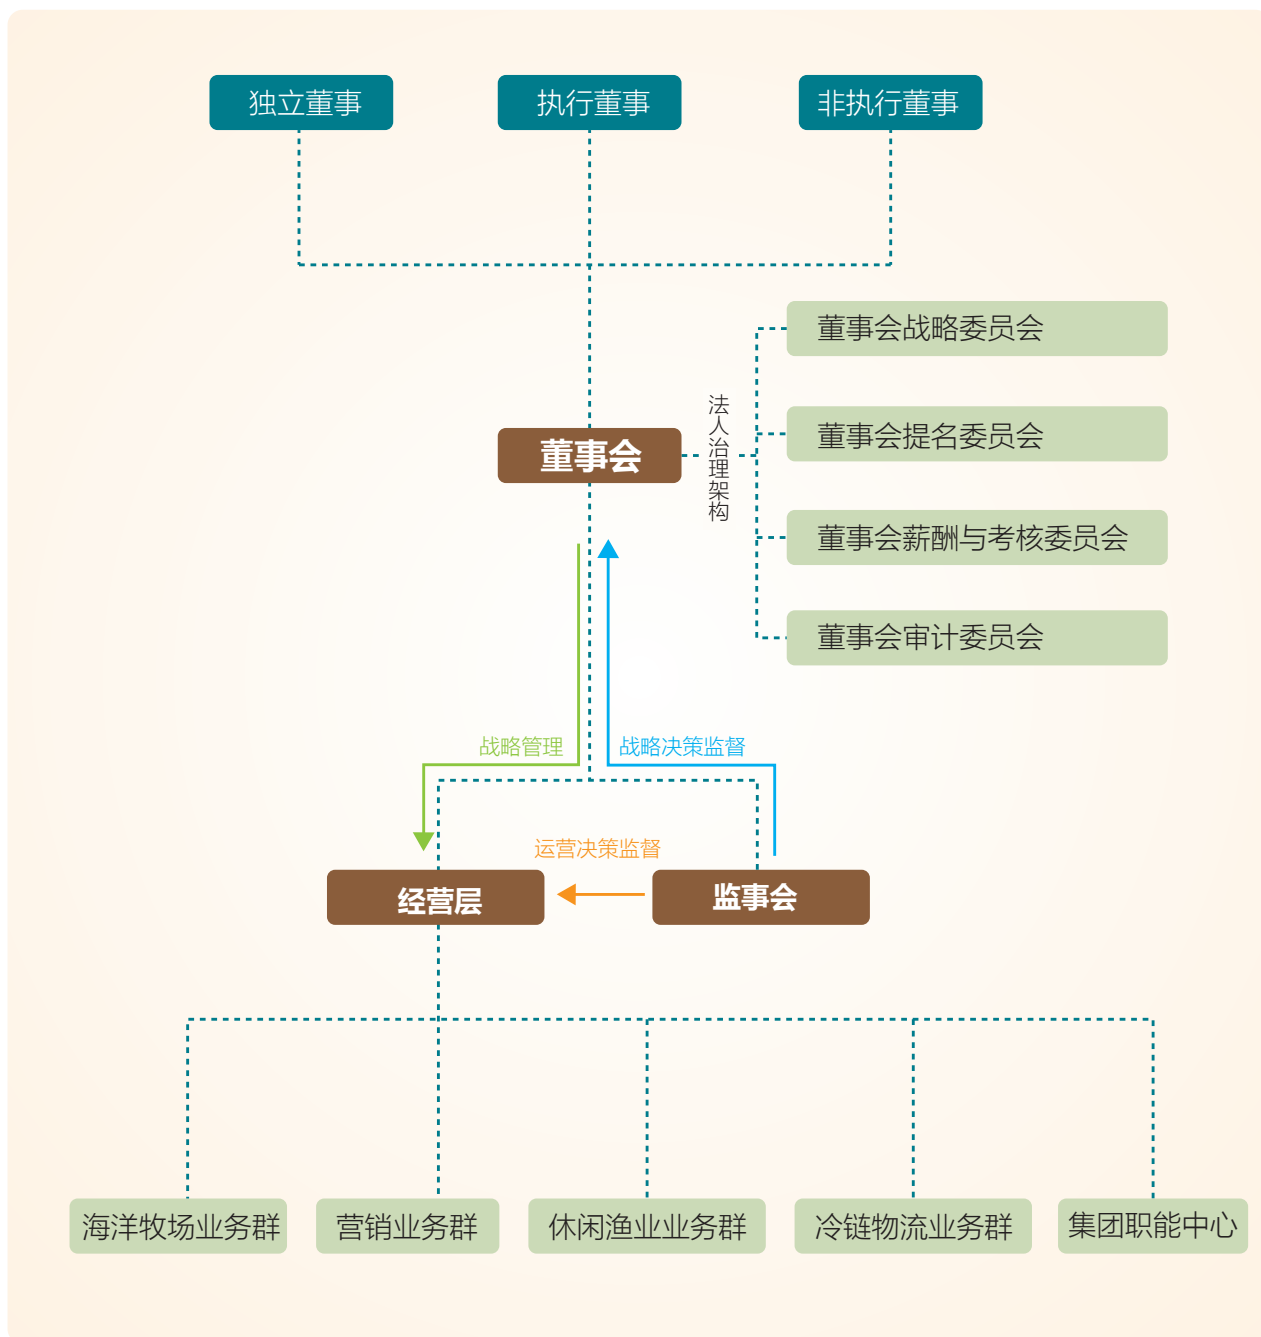 独立董事
执行董事
非执行董事
董事会战略委员会
法人治理架构
董事会提名委员会
董事会
董事会薪酬与考核委员会
董事会审计委员会
战略管理
战略决策监督
运营决策监督
经营层
监事会
海洋牧场业务群
营销业务群
休闲渔业业务群
冷链物流业务群
集团职能中心